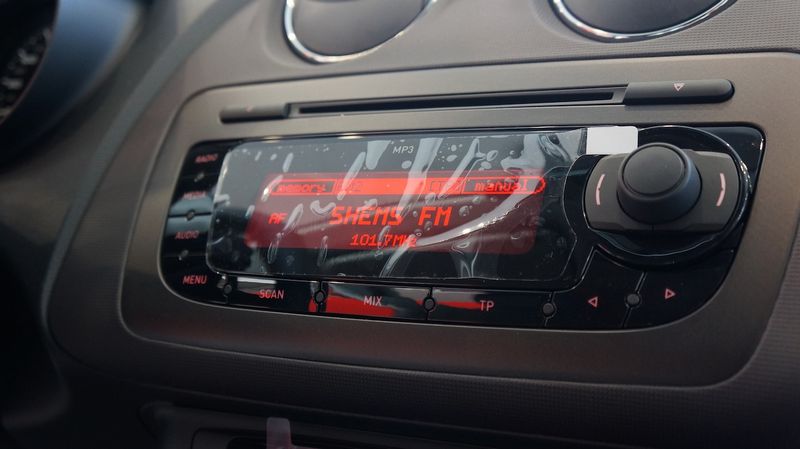 MP3
RADIO
MEDIA
AUDIO
MENU
memory
manual
AF SHEMS FM
101.7MHz
SCAN MIX TP